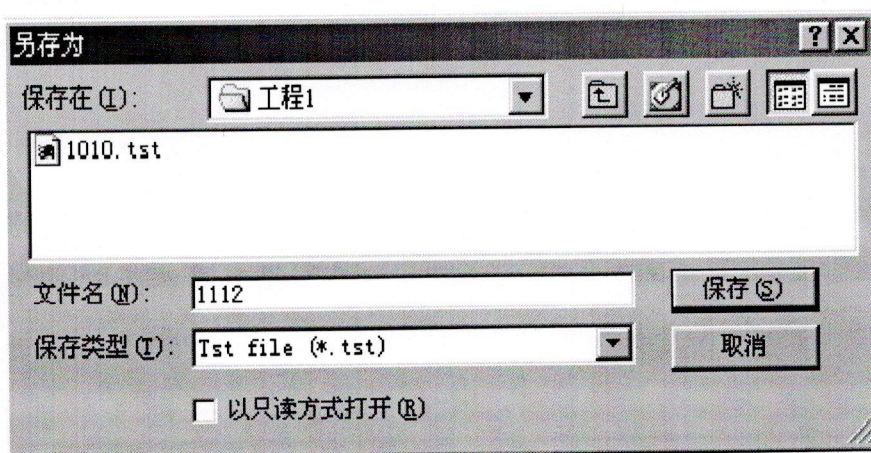 另存为
保存在(I): 工程1
1010.tst
文件名(N): 1112 保存(S)
保存类型(T): Tst file (*.tst) 取消
以只读方式打开(R)